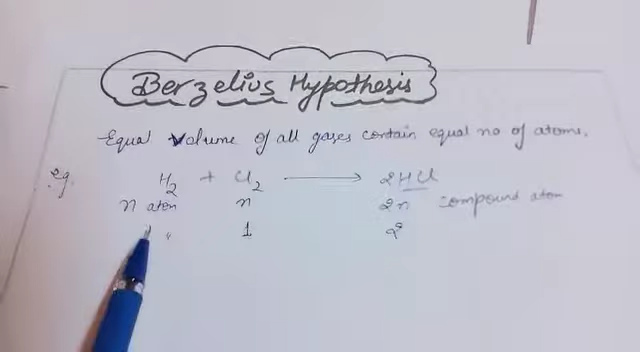 Berzelius Hypothesis
Equal Volume of all gases contain equal no of atoms.
eg. H₂ + Cl₂ ⟶ 2HCl
n atom n 2n compound atom
1 " 1 2